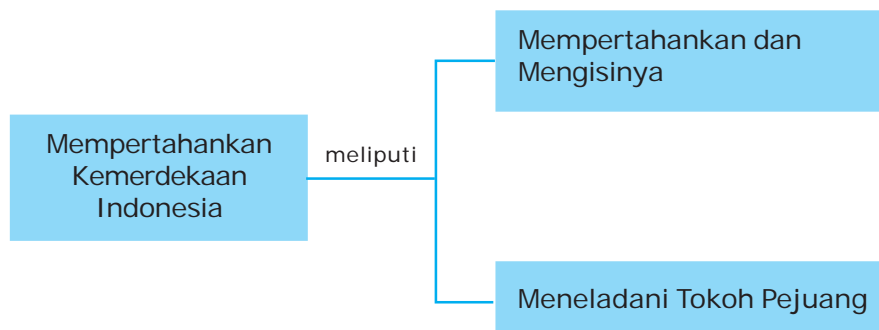 Mempertahankan
Kemerdekaan
Indonesia
meliputi
Mempertahankan dan
Mengisinya
Meneladani Tokoh Pejuang